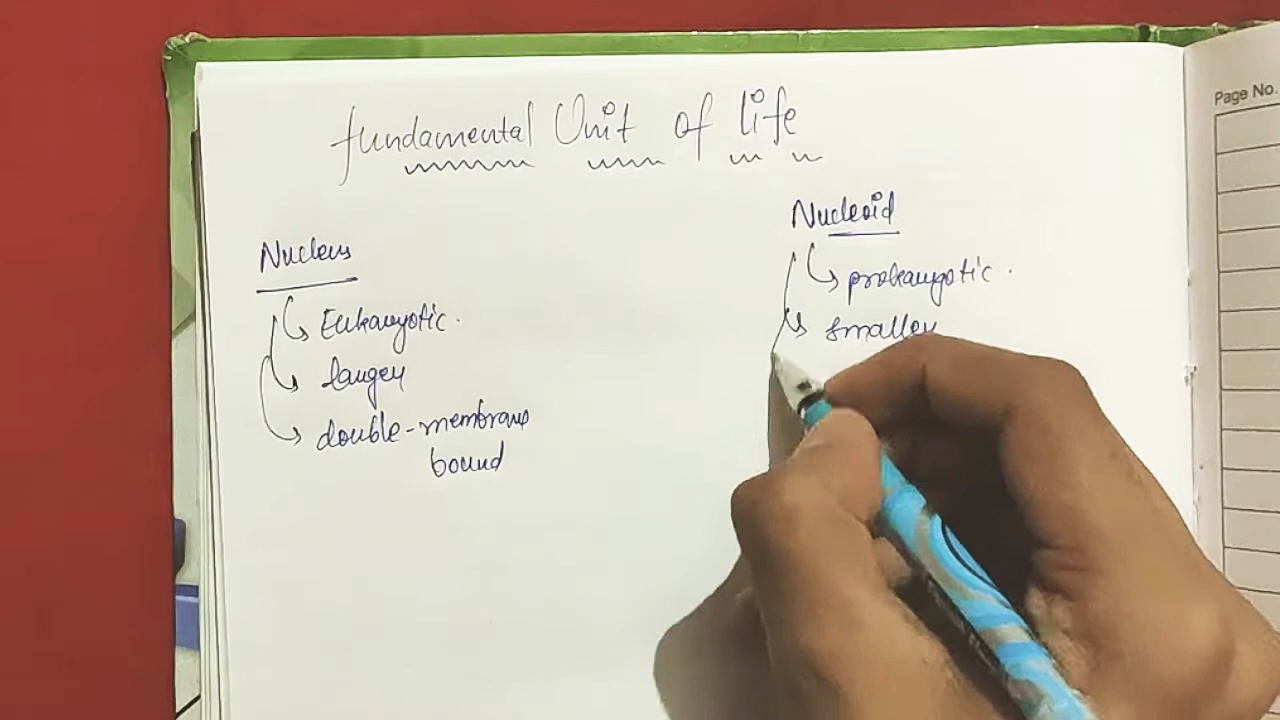 fundamental Unit of life
Nucleus
Eukaryotic.
larger
double-membrane
bound
Nucleoid
prokaryotic.
smaller
Page No.